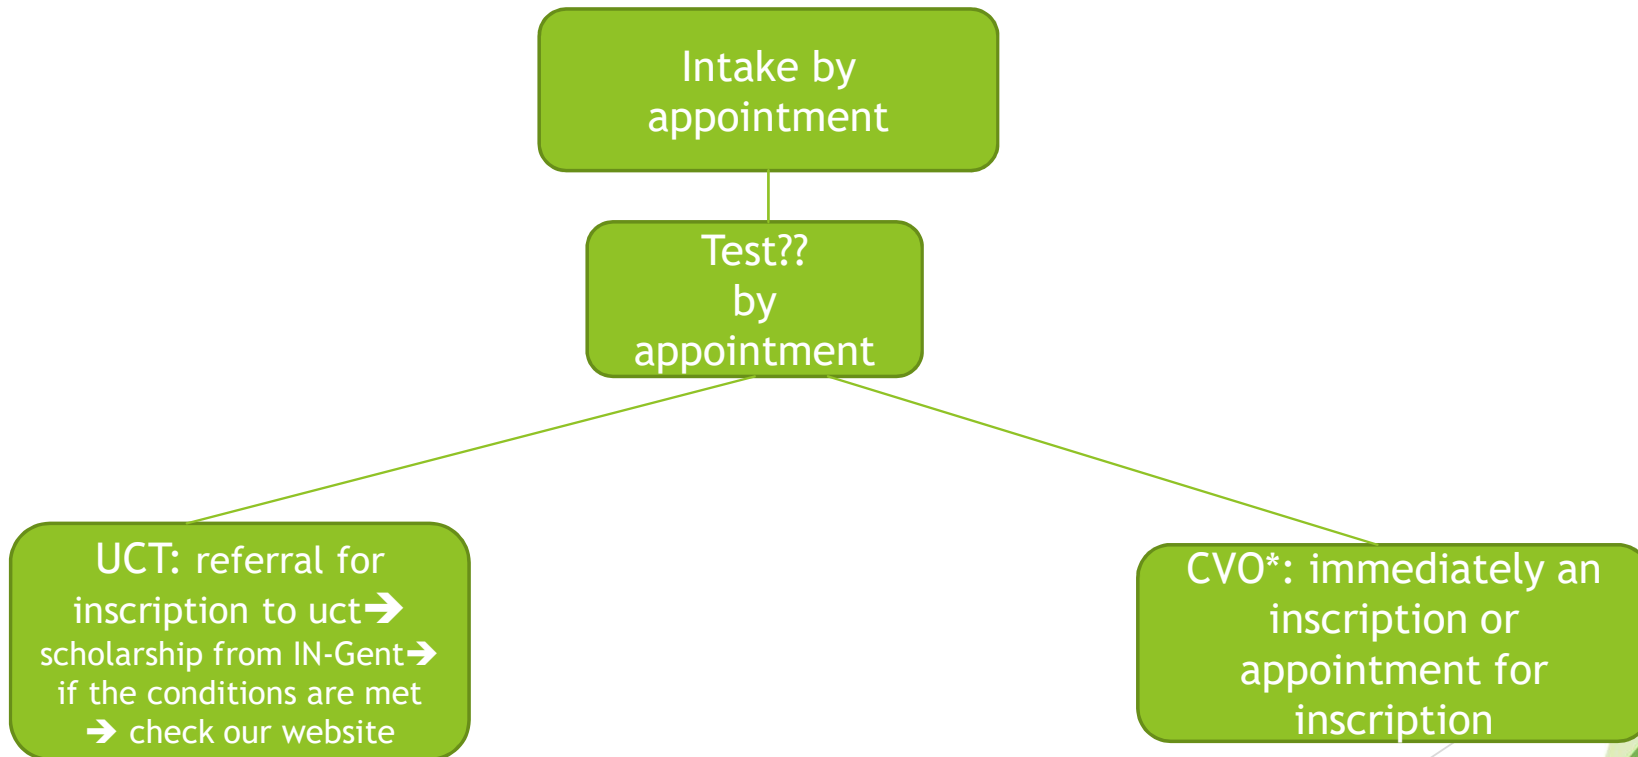 Intake by
appointment
Test??
by
appointment
UCT: referral for
inscription to uct➔
scholarship from IN-Gent➔
if the conditions are met
➔ check our website
CVO*: immediately an
inscription or
appointment for
inscription